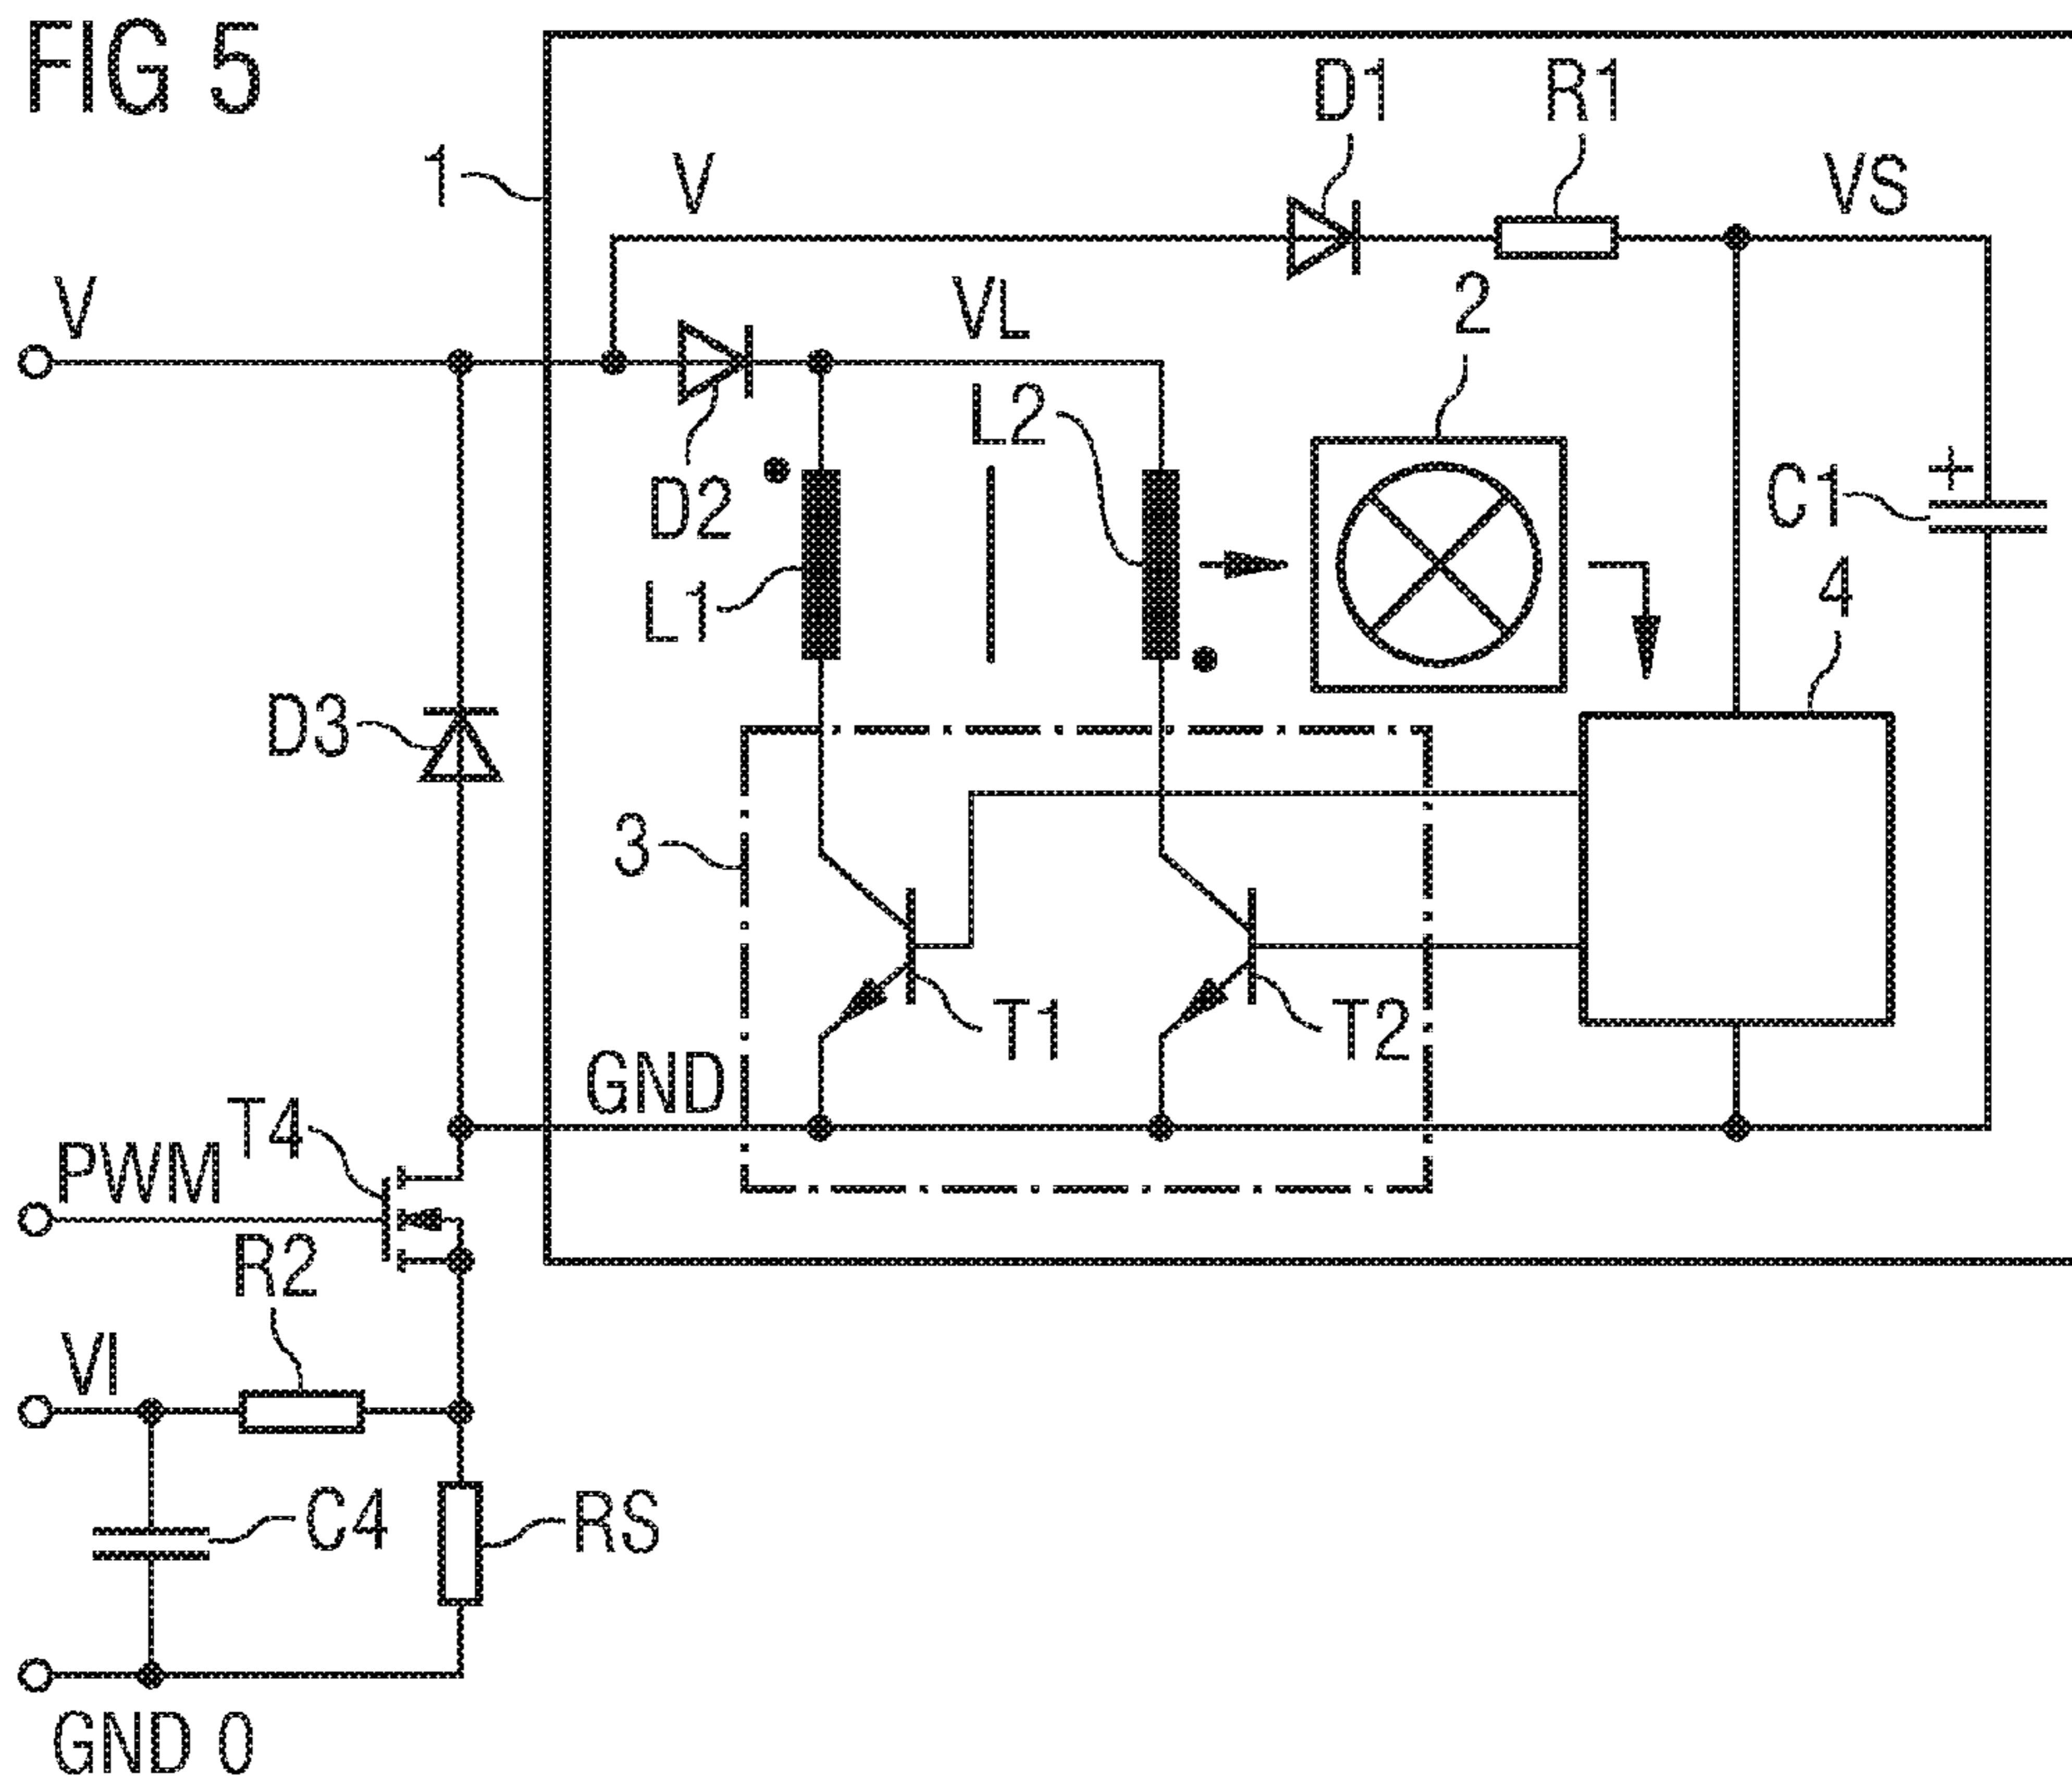 FIG 5
D1
R1
1
V
VS
V
VL
2
L2
D2
C1
L1
4
D3
3
T1
T2
GND
T4
PWM
R2
VI
C4
RS
GND 0